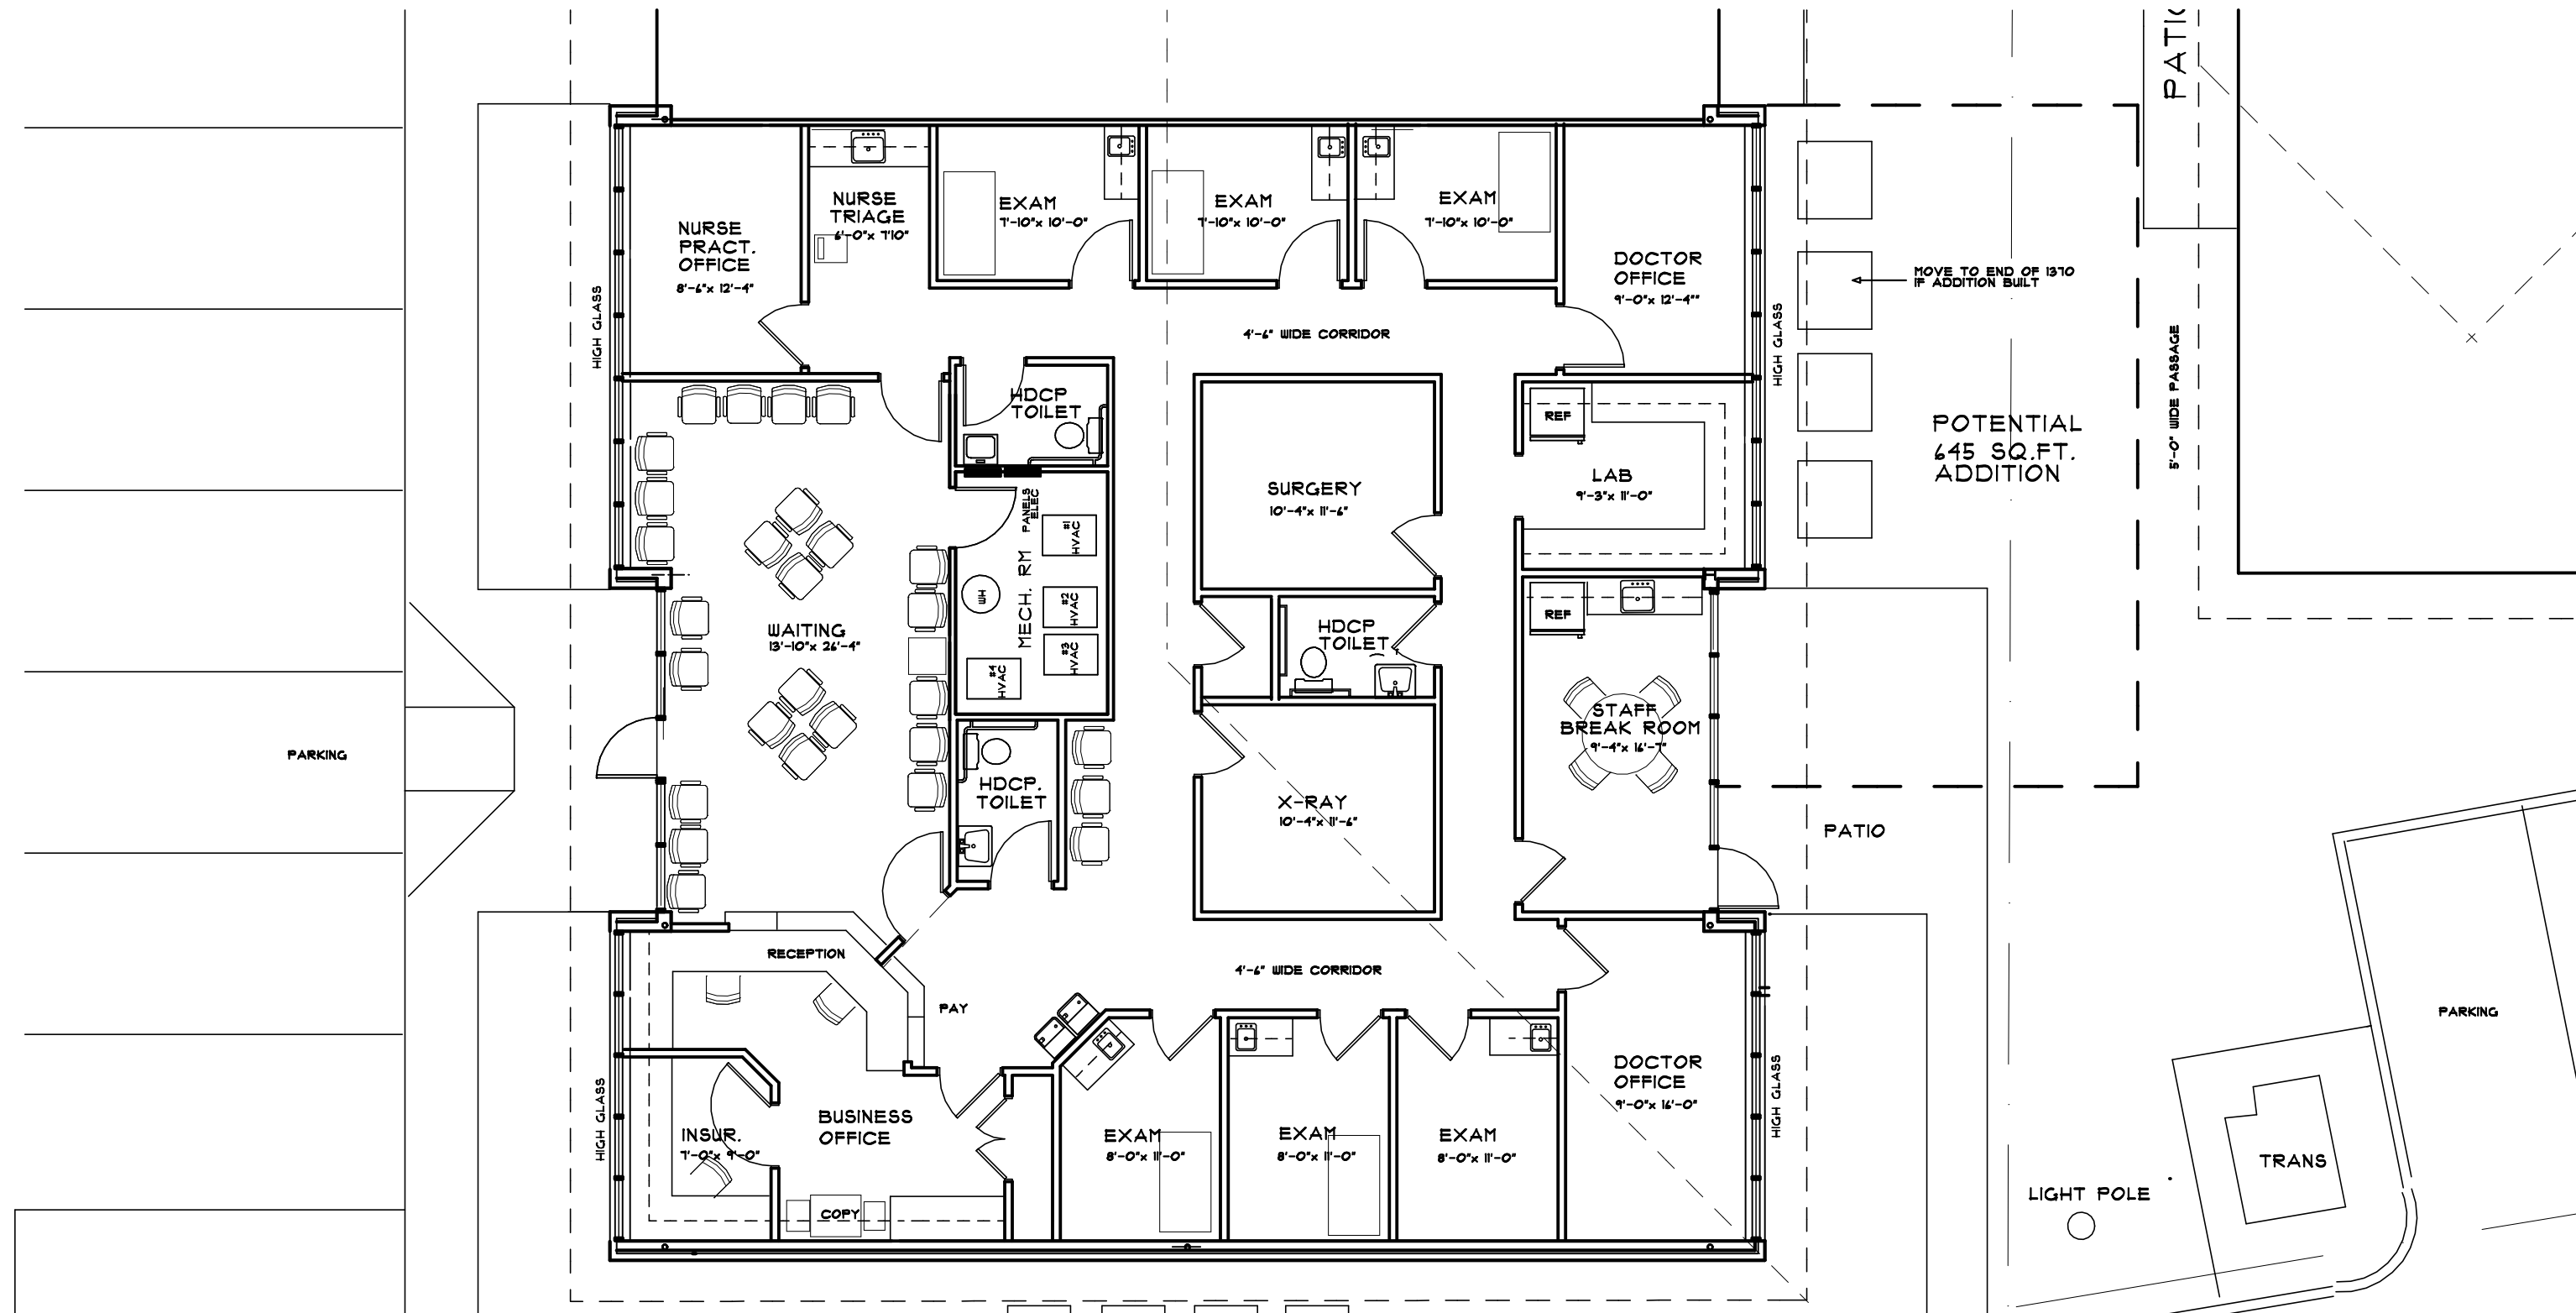 PATIO
NURSE
PRACT.
OFFICE
8'-6"x 12'-4"
NURSE
TRIAGE
6'-0"x 7'10"
EXAM
7'-10"x 10'-0"
EXAM
7'-10"x 10'-0"
EXAM
7'-10"x 10'-0"
DOCTOR
OFFICE
9'-0"x 12'-4""
HIGH GLASS
HIGH GLASS
MOVE TO END OF 1370
IF ADDITION BUILT
4'-6" WIDE CORRIDOR
5'-0" WIDE PASSAGE
HDCP
TOILET
REF
POTENTIAL
645 SQ.FT.
ADDITION
LAB
9'-3"x 11'-0"
SURGERY
10'-4"x 11'-6"
PANELS
ELEC
#1
HVAC
MECH. RM
WH
#2
HVAC
#3
HVAC
#4
HVAC
WAITING
13'-10"x 26'-4"
HDCP
TOILET
REF
STAFF
BREAK ROOM
9'-4"x 16'-7"
PARKING
HDCP.
TOILET
X-RAY
10'-4"x 11'-6"
PATIO
RECEPTION
4'-6" WIDE CORRIDOR
PAY
PARKING
DOCTOR
OFFICE
9'-0"x 16'-0"
HIGH GLASS
HIGH GLASS
BUSINESS
OFFICE
INSUR.
7'-0"x 9'-0"
EXAM
8'-0"x 11'-0"
EXAM
8'-0"x 11'-0"
EXAM
8'-0"x 11'-0"
TRANS
LIGHT POLE
COPY